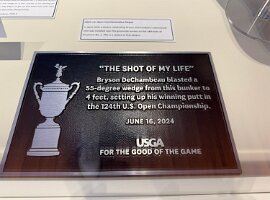 "THE SHOT OF MY LIFE"
Bryson DeChambeau blasted a
55-degree wedge from this bunker to
4 feet, setting up his winning putt in
the 124th U.S. Open Championship.
JUNE 16, 2024
USGA
FOR THE GOOD OF THE GAME